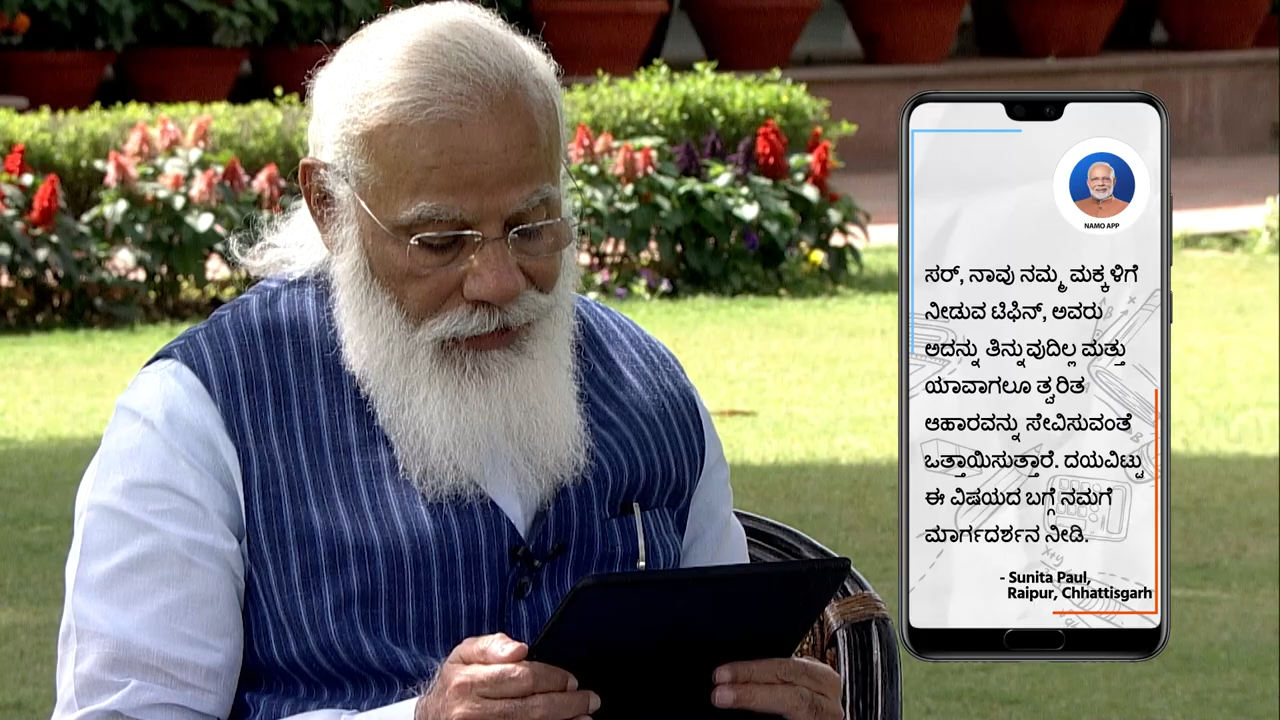 NAMO APP
ಸರ್, ನಾವು ನಮ್ಮ ಮಕ್ಕಳಿಗೆ
ನೀಡುವ ಟಿಫಿನ್, ಅವರು
ಅದನ್ನು ತಿನ್ನುವುದಿಲ್ಲ ಮತ್ತು
ಯಾವಾಗಲೂ ತ್ವರಿತ
ಆಹಾರವನ್ನು ಸೇವಿಸುವಂತೆ
ಒತ್ತಾಯಿಸುತ್ತಾರೆ. ದಯವಿಟ್ಟು
ಈ ವಿಷಯದ ಬಗ್ಗೆ ನಮಗೆ
ಮಾರ್ಗದರ್ಶನ ನೀಡಿ.
- Sunita Paul,
Raipur, Chhattisgarh